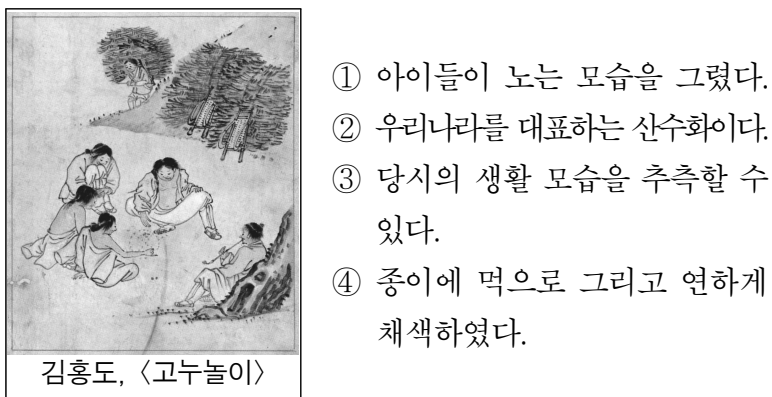 ① 아이들이 노는 모습을 그렸다.
② 우리나라를 대표하는 산수화이다.
③ 당시의 생활 모습을 추측할 수
있다.
④ 종이에 먹으로 그리고 연하게
채색하였다.
김홍도, 〈고누놀이〉